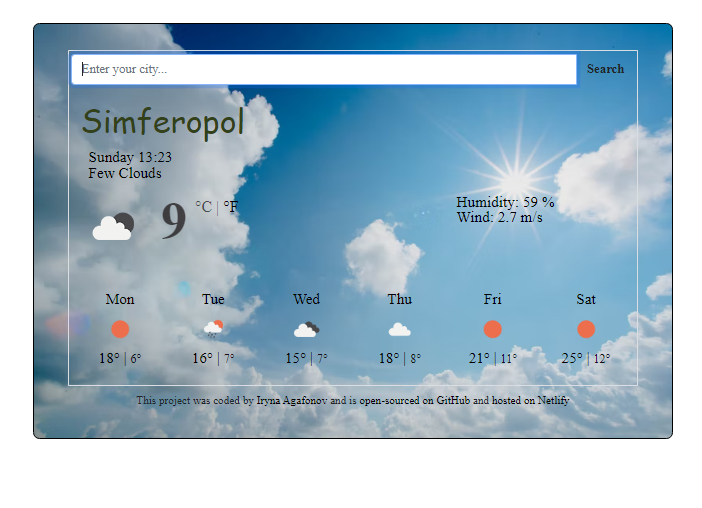 Enter your city...
Search
Simferopol
Sunday 13:23
Few Clouds
9 °C | °F
Humidity: 59 %
Wind: 2.7 m/s
Mon Tue Wed Thu Fri Sat
18° | 6° 16° | 7° 15° | 7° 18° | 8° 21° | 11° 25° | 12°
This project was coded by Iryna Agafonov and is open-sourced on GitHub and hosted on Netlify